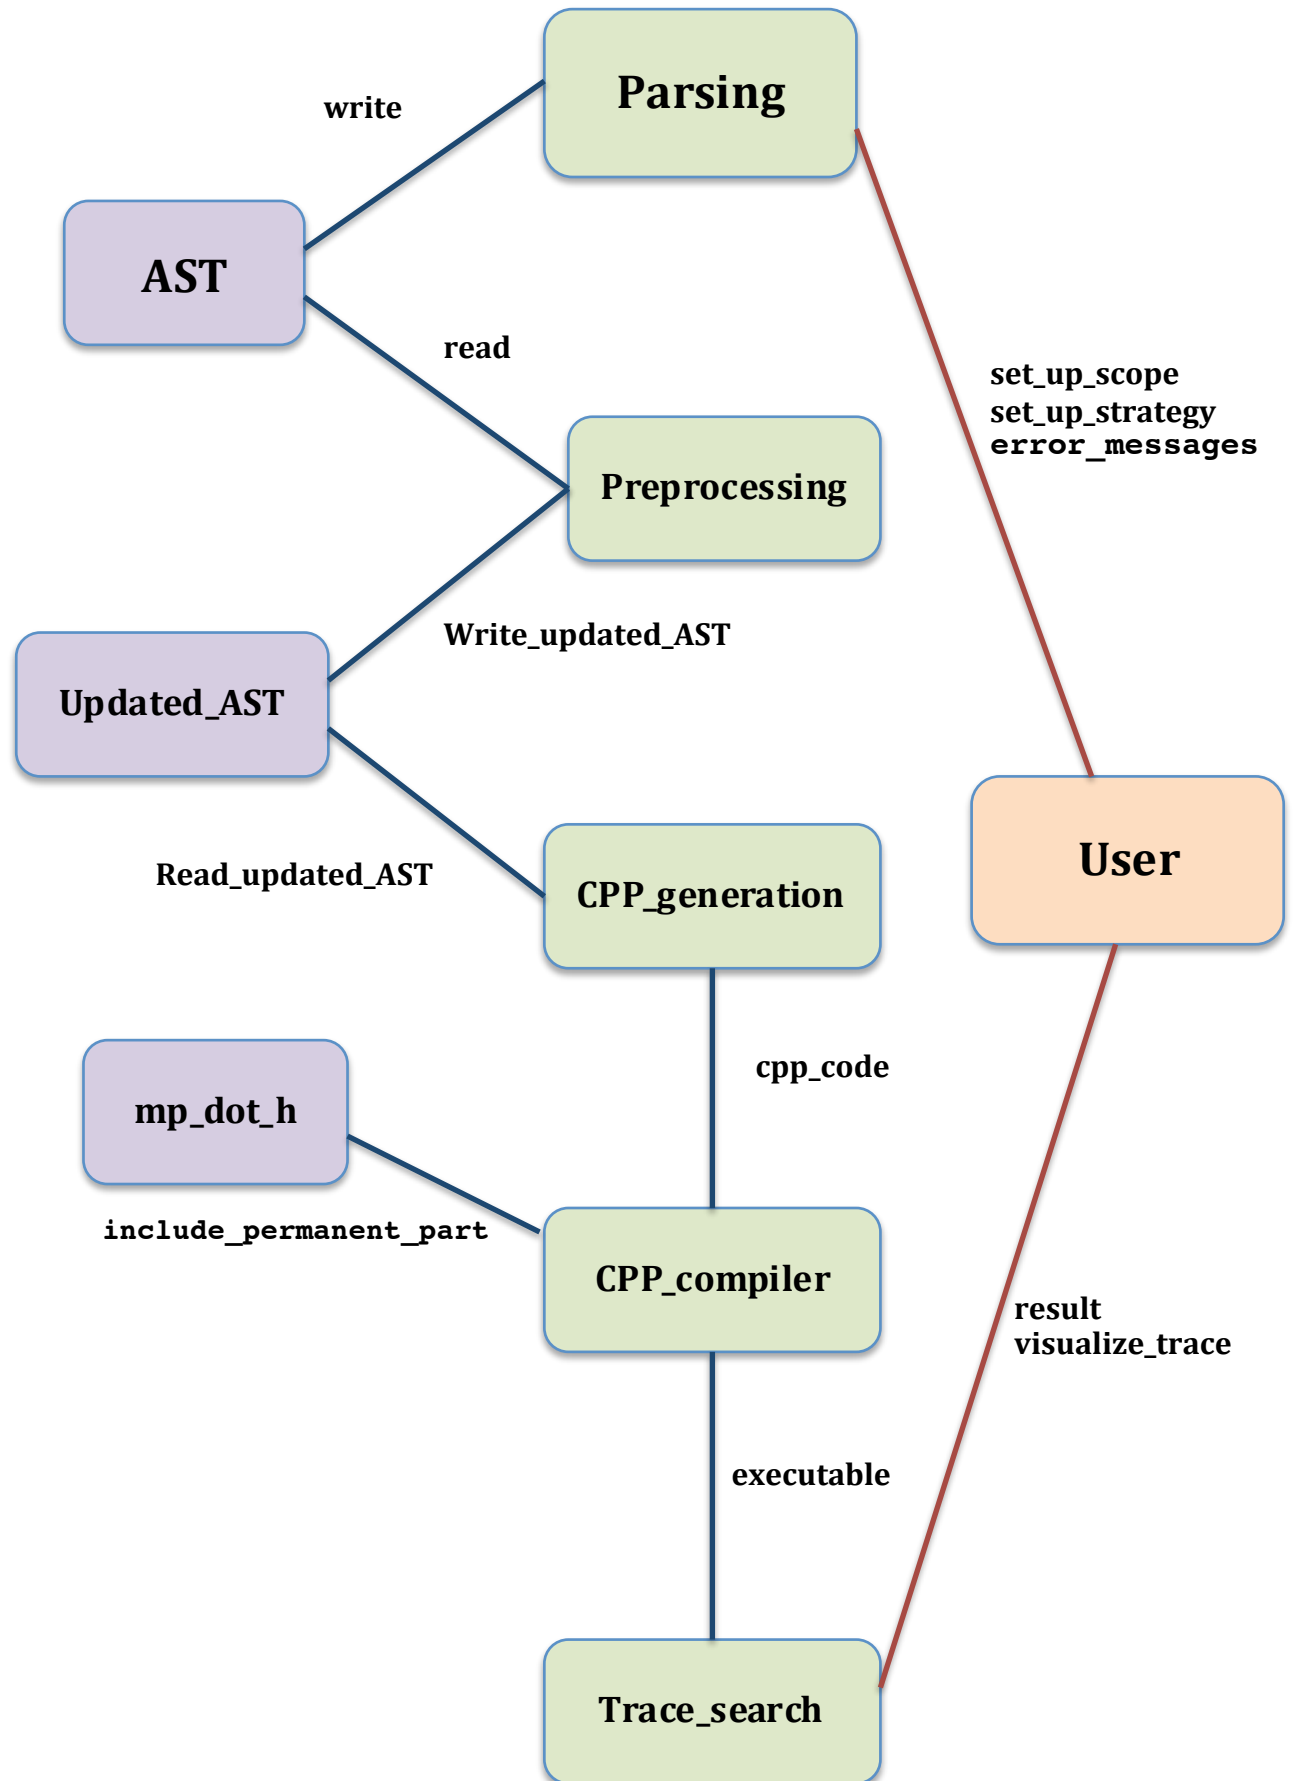 Parsing
write
AST
read
set_up_scope
set_up_strategy
error_messages
Preprocessing
Write_updated_AST
Updated_AST
User
Read_updated_AST
CPP_generation
cpp_code
mp_dot_h
include_permanent_part
CPP_compiler
result
visualize_trace
executable
Trace_search